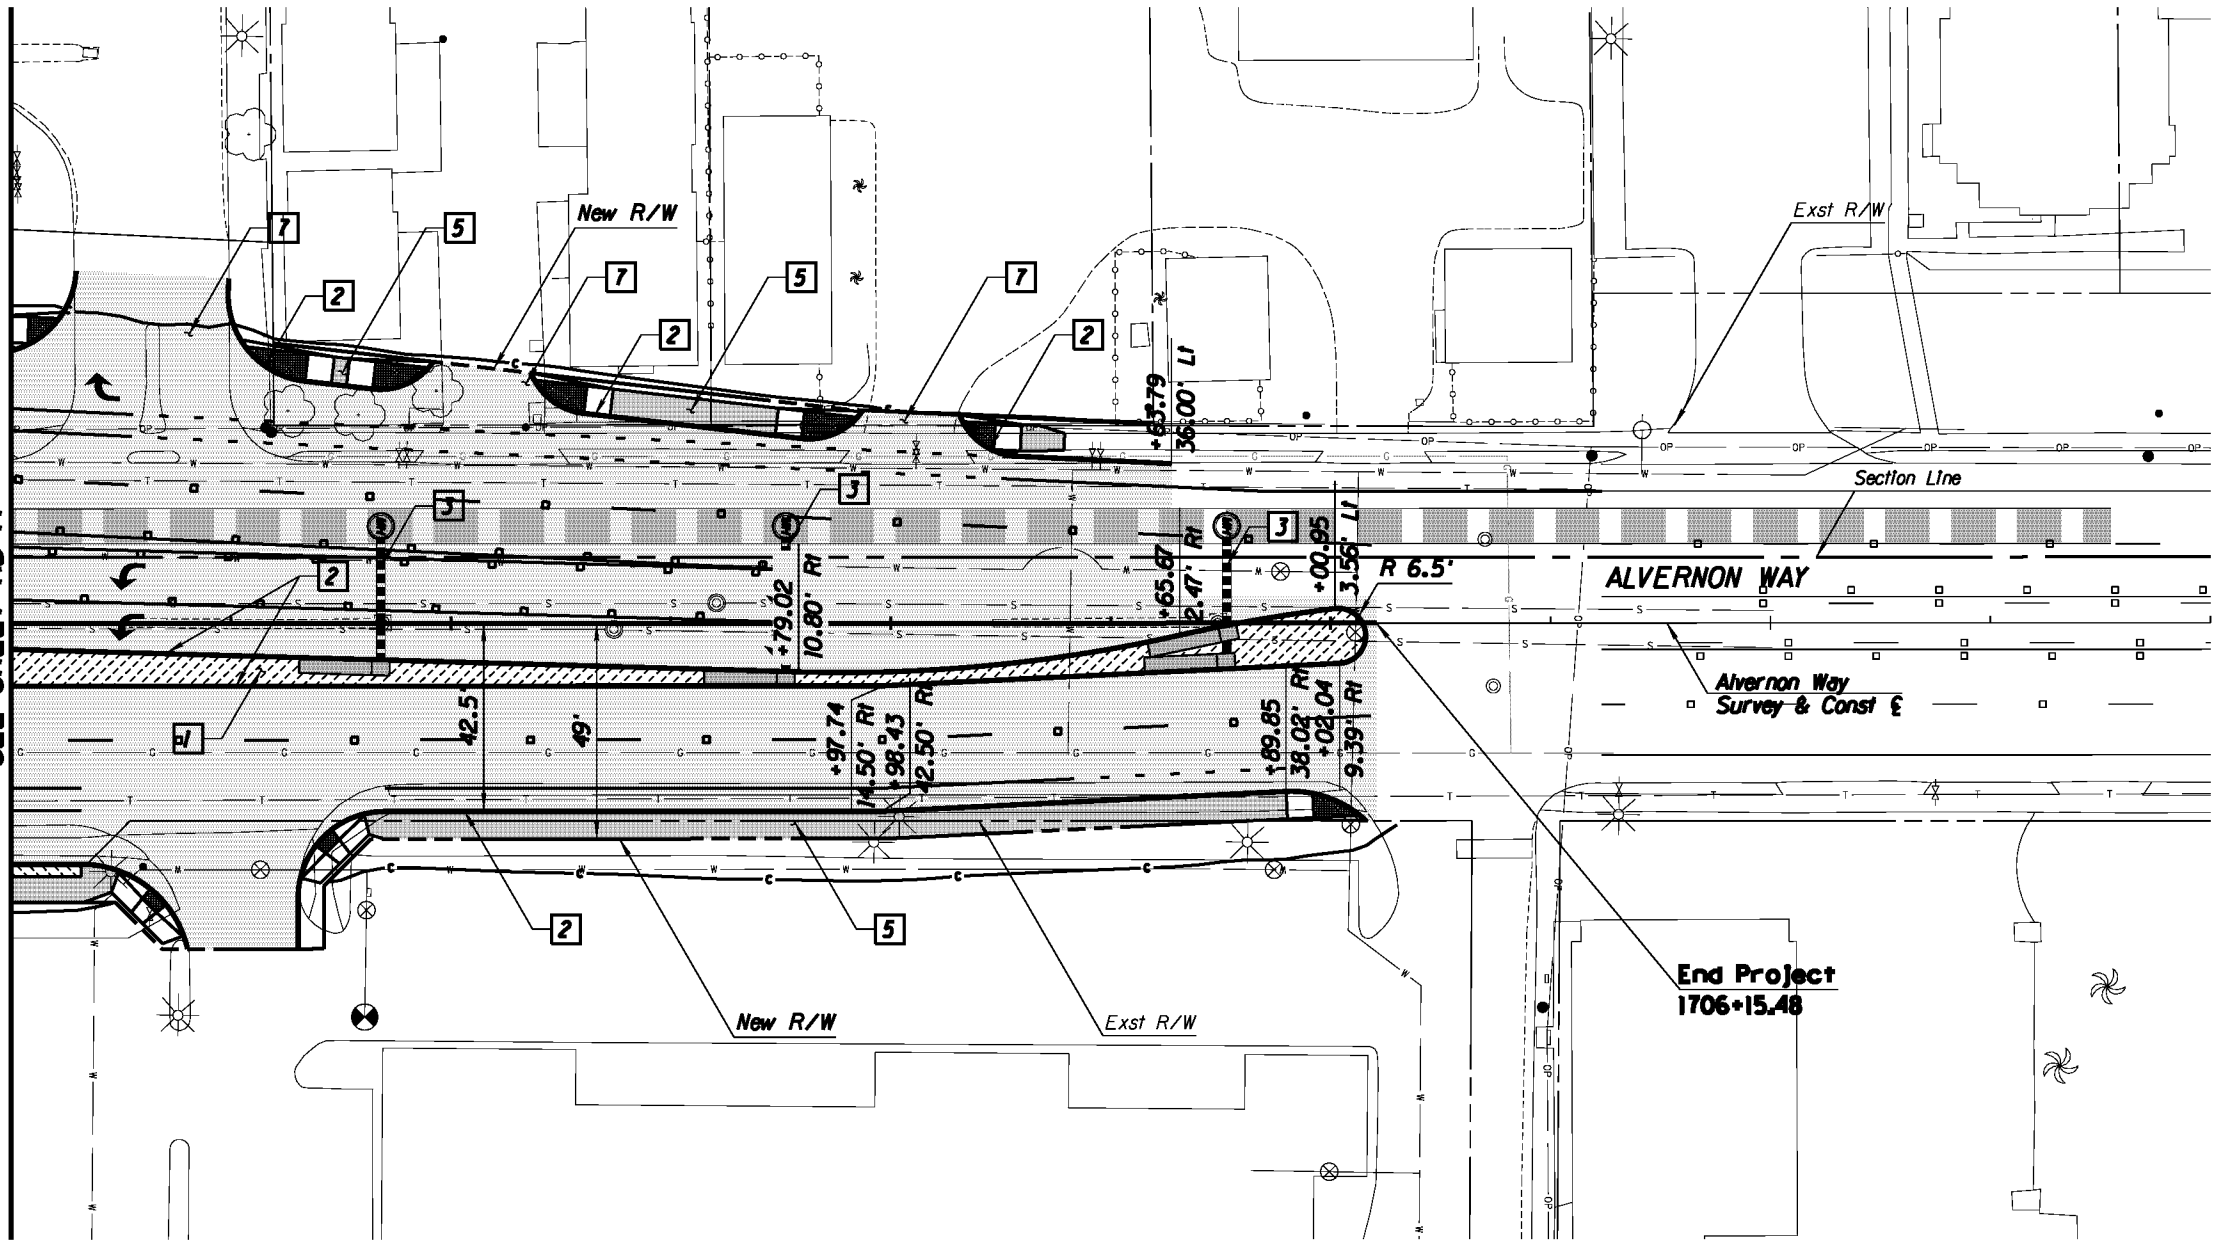 New R/W
Exst R/W
7
5
7
5
7
2
2
2
+63.79
36.00' Lt
Section Line
3
3
3
2
+79.02
10.80' Rt
+65.67
2.47' Rt
+00.95
3.56' Lt
R 6.5'
ALVERNON WAY
Alvernon Way
Survey & Const ℄
1
42.5'
49'
+97.74
14.50' Rt
+98.43
42.50' Rt
+89.85
38.02' Rt
+02.04
9.39' Rt
2
5
End Project
1706+15.48
New R/W
Exst R/W